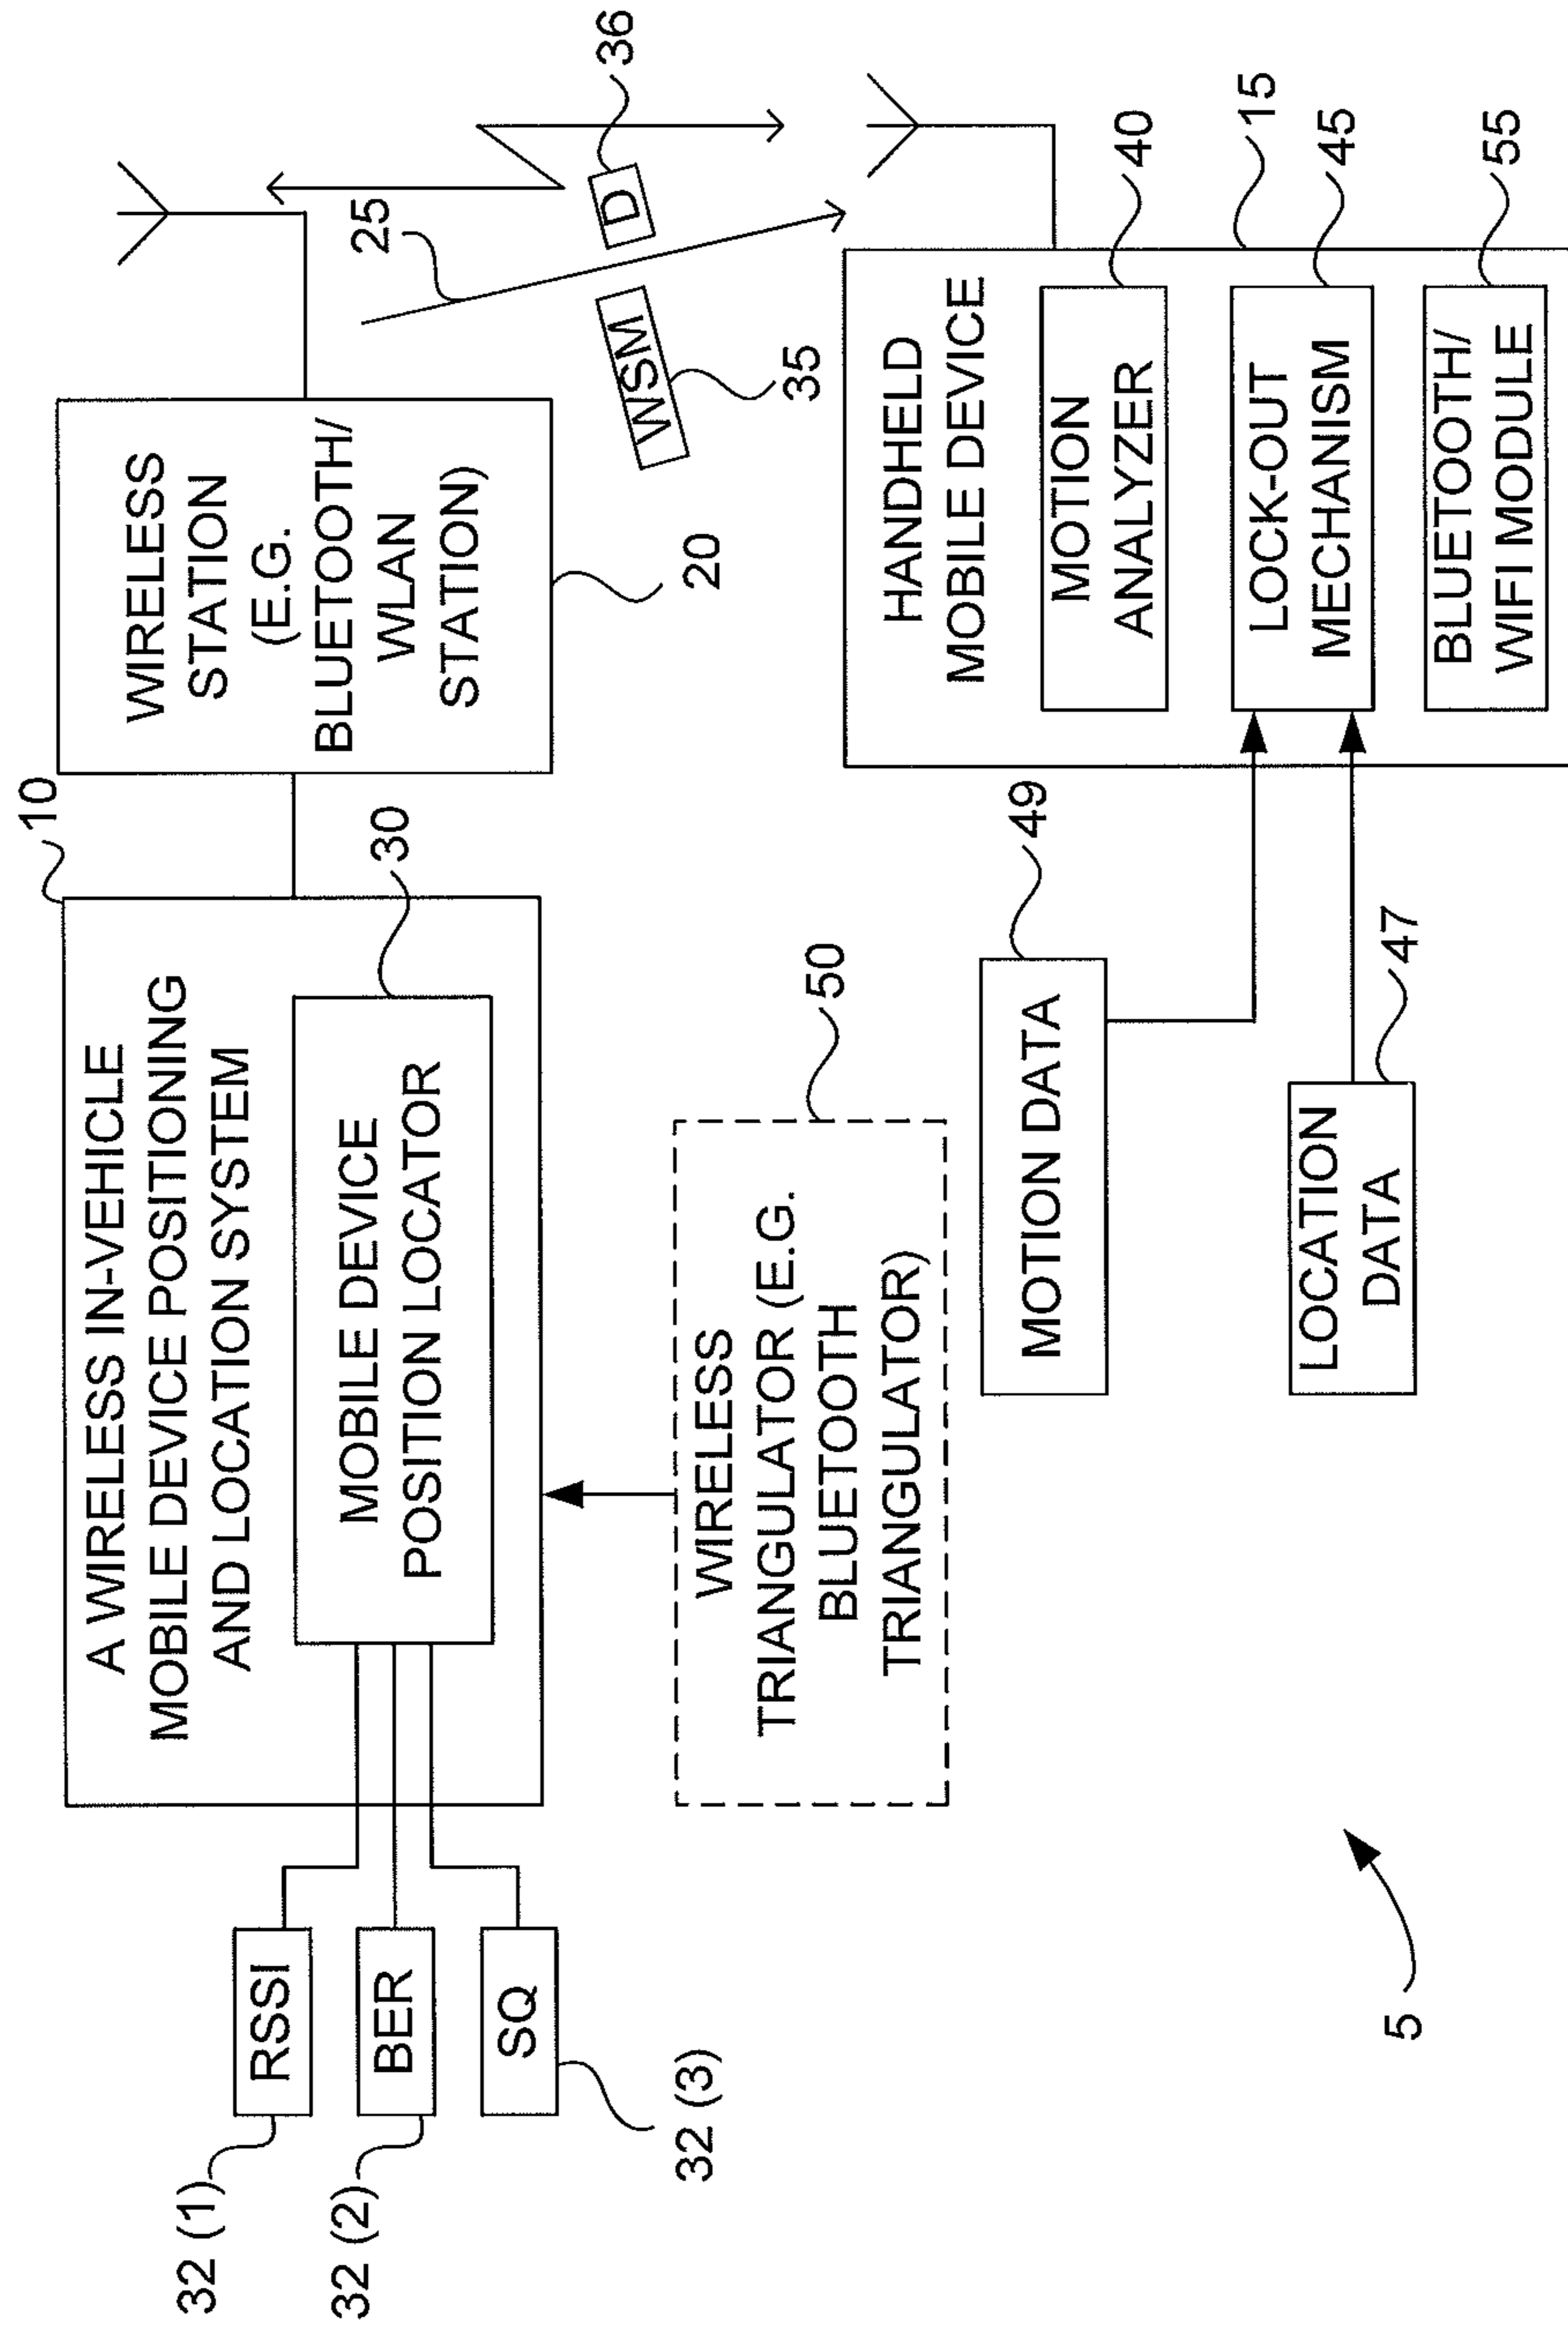 10
A WIRELESS IN-VEHICLE
MOBILE DEVICE POSITIONING
AND LOCATION SYSTEM
30
MOBILE DEVICE
POSITION LOCATOR
32 (1)
RSSI
32 (2)
BER
32 (3)
SQ
WIRELESS
STATION
(E.G.
BLUETOOTH/
WLAN
STATION)
20
25
WSM
35
D
36
50
WIRELESS
TRIANGULATOR (E.G.
BLUETOOTH
TRIANGULATOR)
HANDHELD
MOBILE DEVICE
15
MOTION
ANALYZER
40
LOCK-OUT
MECHANISM
45
BLUETOOTH/
WIFI MODULE
55
49
MOTION DATA
47
LOCATION
DATA
5